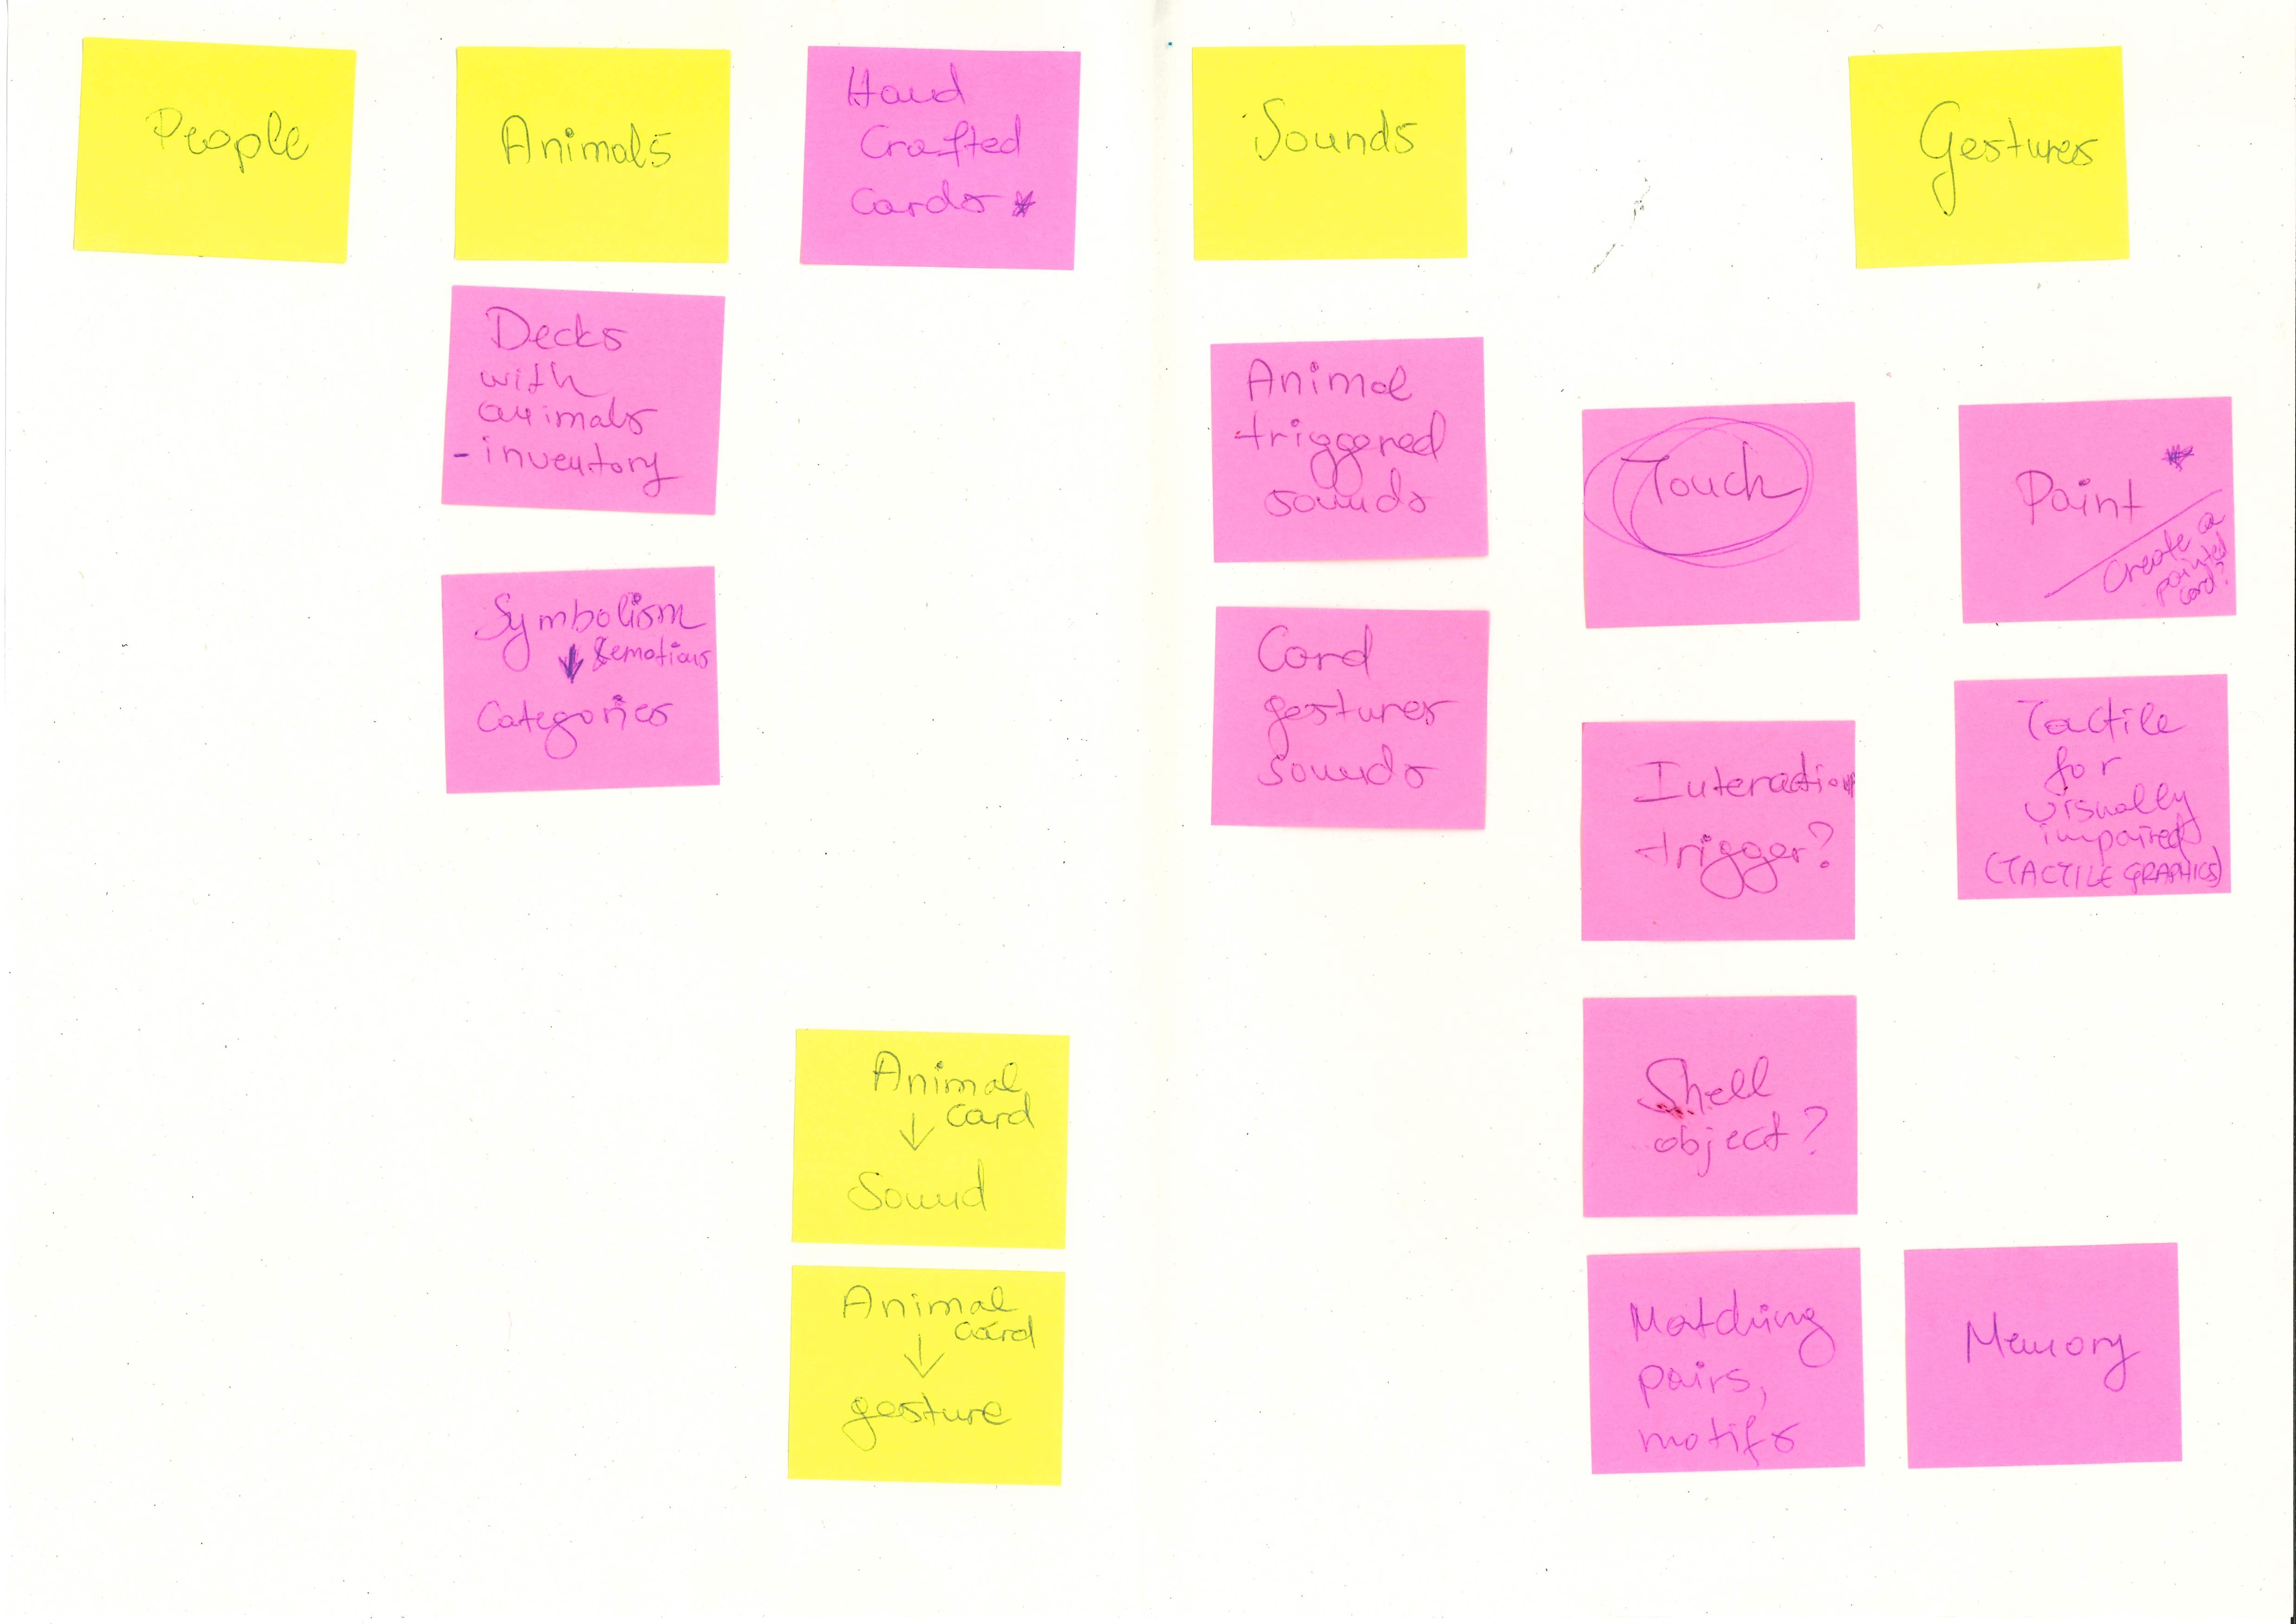 People
Animals
Hand
Crafted
Cards *
Sounds
Gestures
Decks
with
animals
- inventory
Symbolism
↓ & emotions
Categories
Animal
triggered
sounds
Card
gestures
sounds
Touch
Paint *
Create a
painted
card?
Interaction
trigger?
Tactile
for
visually
impaired
(TACTILE GRAPHICS)
Shell
object?
Animal
card
↓
Sound
Animal
card
↓
gesture
Matching
pairs,
motifs
Memory